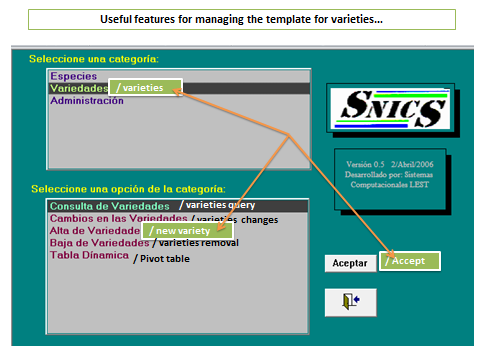 Useful features for managing the template for varieties...
Seleccione una categoría:
Especies
Variedades / varieties
Administración
SNICS
Versión 0.5 2/Abril/2006
Desarrollado por: Sistemas
Computacionales LEST
Seleccione una opción de la categoría:
Consulta de Variedades / varieties query
Cambios en las Variedades / varieties changes
Alta de Variedade / new variety
Baja de Variedades / varieties removal
Tabla Dínamica / Pivot table
Aceptar / Accept